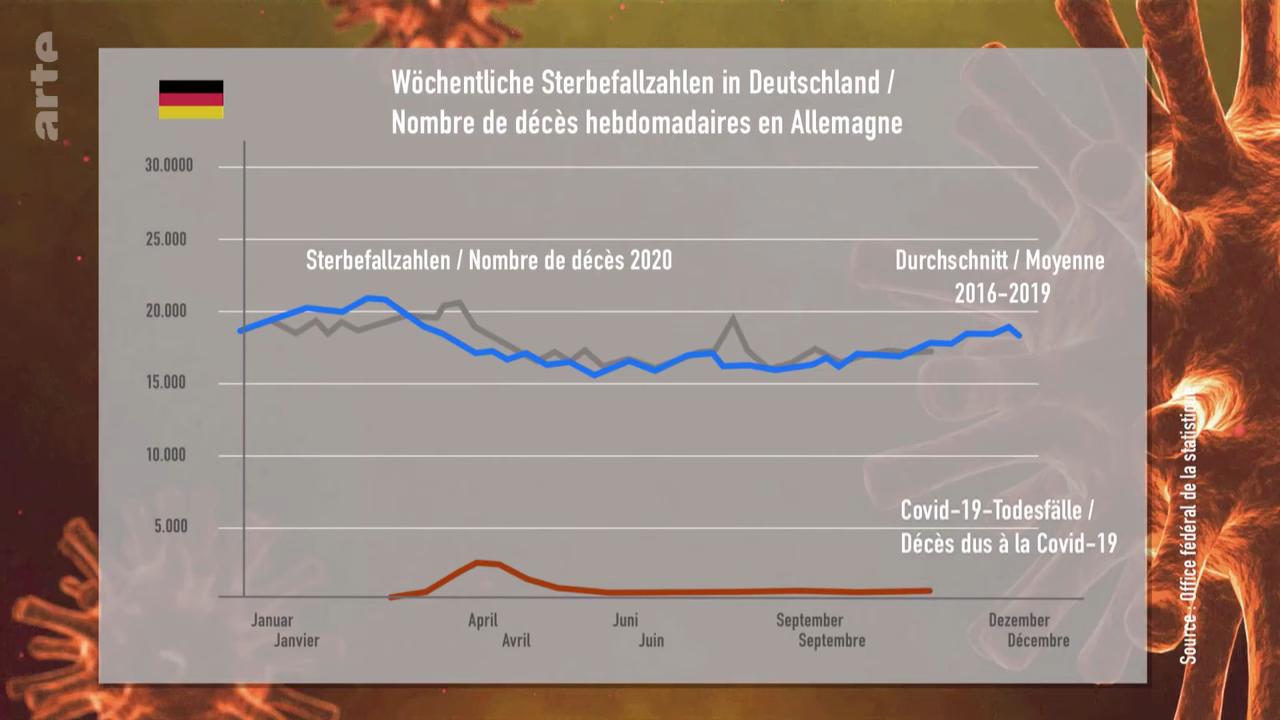 arte
Wöchentliche Sterbefallzahlen in Deutschland /
Nombre de décès hebdomadaires en Allemagne
30.0000
25.000
Sterbefallzahlen / Nombre de décès 2020
Durchschnitt / Moyenne
2016-2019
20.000
15.000
10.000
5.000
Covid-19-Todesfälle /
Décès dus à la Covid-19
Januar
Janvier
April
Avril
Juni
Juin
September
Septembre
Dezember
Décembre
Source : Office fédéral de la statistique